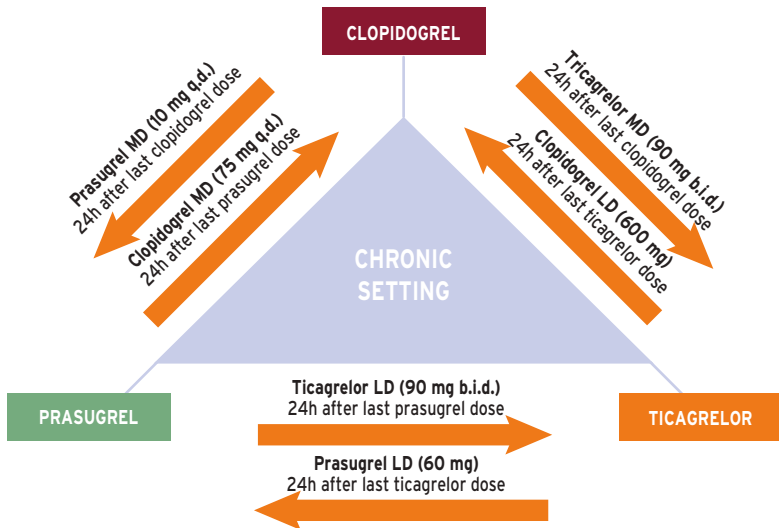 CLOPIDOGREL
Prasugrel MD (10 mg q.d.)
24h after last clopidogrel dose
Clopidogrel MD (75 mg q.d.)
24h after last prasugrel dose
Tricagrelor MD (90 mg b.i.d.)
24h after last clopidogrel dose
Clopidogrel LD (600 mg)
24h after last ticagrelor dose
CHRONIC
SETTING
PRASUGREL
Ticagrelor LD (90 mg b.i.d.)
24h after last prasugrel dose
TICAGRELOR
Prasugrel LD (60 mg)
24h after last ticagrelor dose